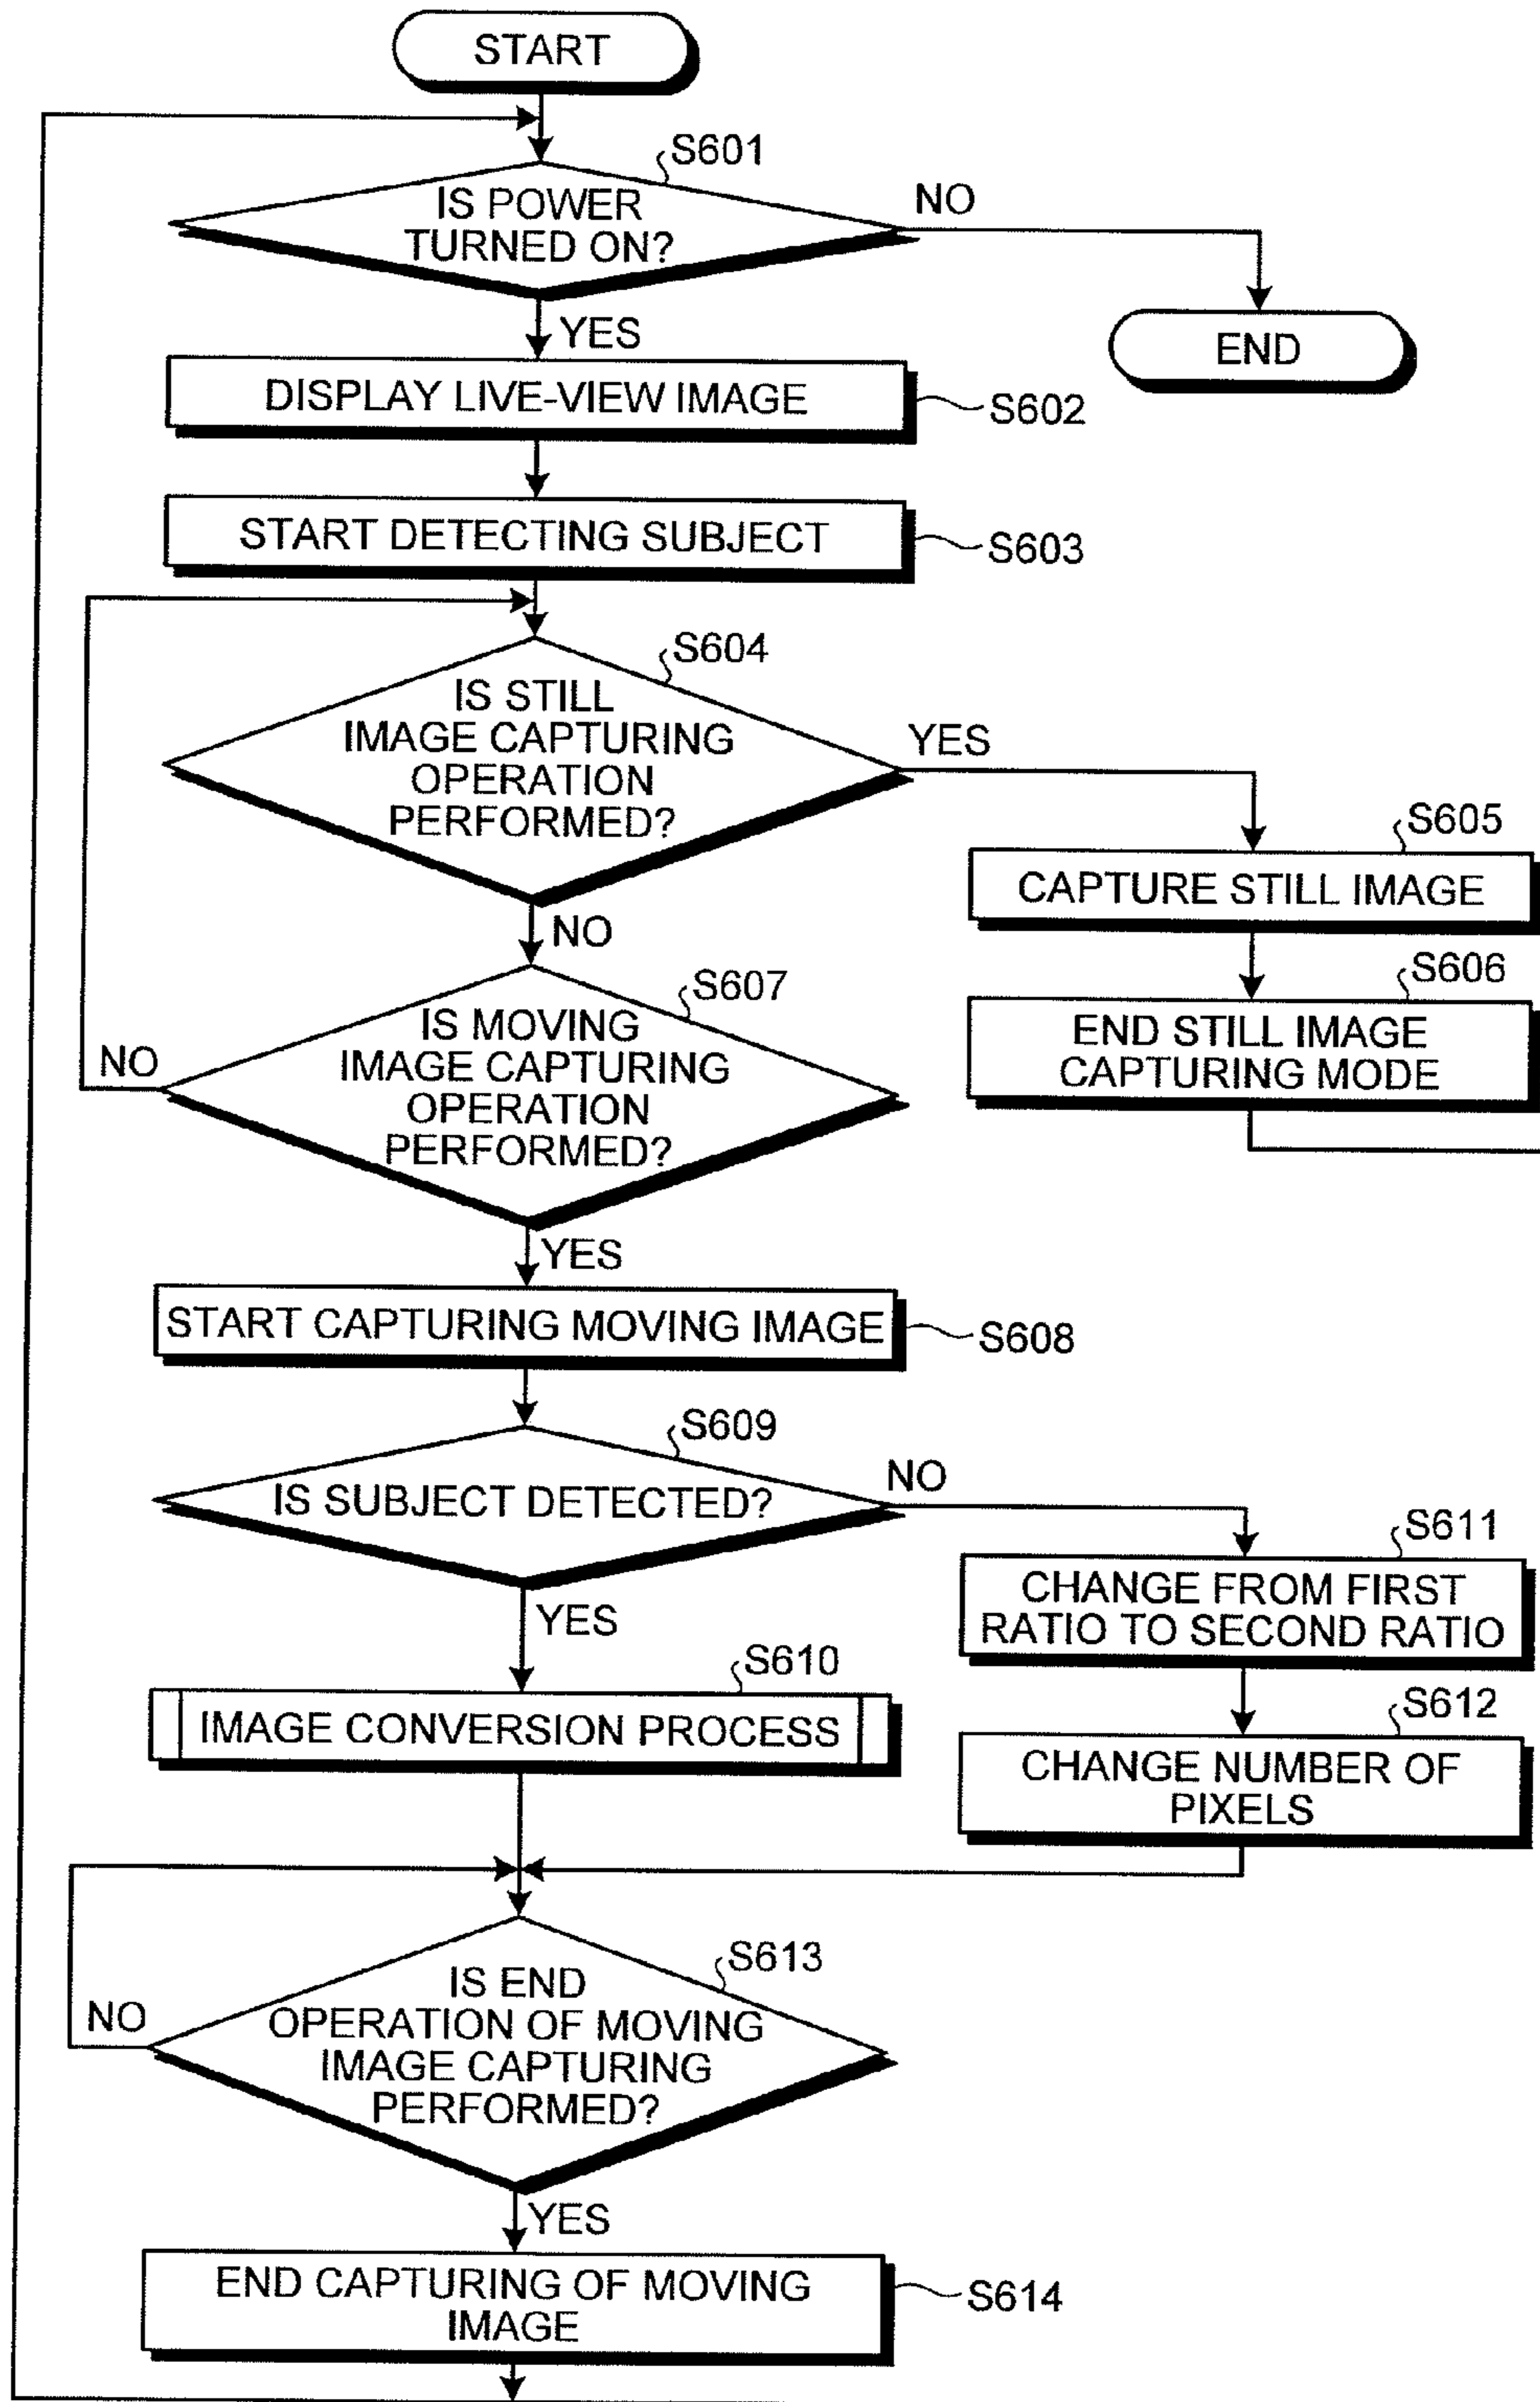 START
S601
IS POWER
TURNED ON?
NO
END
YES
DISPLAY LIVE-VIEW IMAGE
S602
START DETECTING SUBJECT
S603
S604
IS STILL
IMAGE CAPTURING
OPERATION
PERFORMED?
YES
S605
CAPTURE STILL IMAGE
NO
S606
END STILL IMAGE
CAPTURING MODE
S607
IS MOVING
IMAGE CAPTURING
OPERATION
PERFORMED?
NO
YES
START CAPTURING MOVING IMAGE
S608
S609
IS SUBJECT DETECTED?
NO
S611
CHANGE FROM FIRST
RATIO TO SECOND RATIO
YES
S610
IMAGE CONVERSION PROCESS
S612
CHANGE NUMBER OF
PIXELS
S613
IS END
OPERATION OF MOVING
IMAGE CAPTURING
PERFORMED?
NO
YES
END CAPTURING OF MOVING
IMAGE
S614